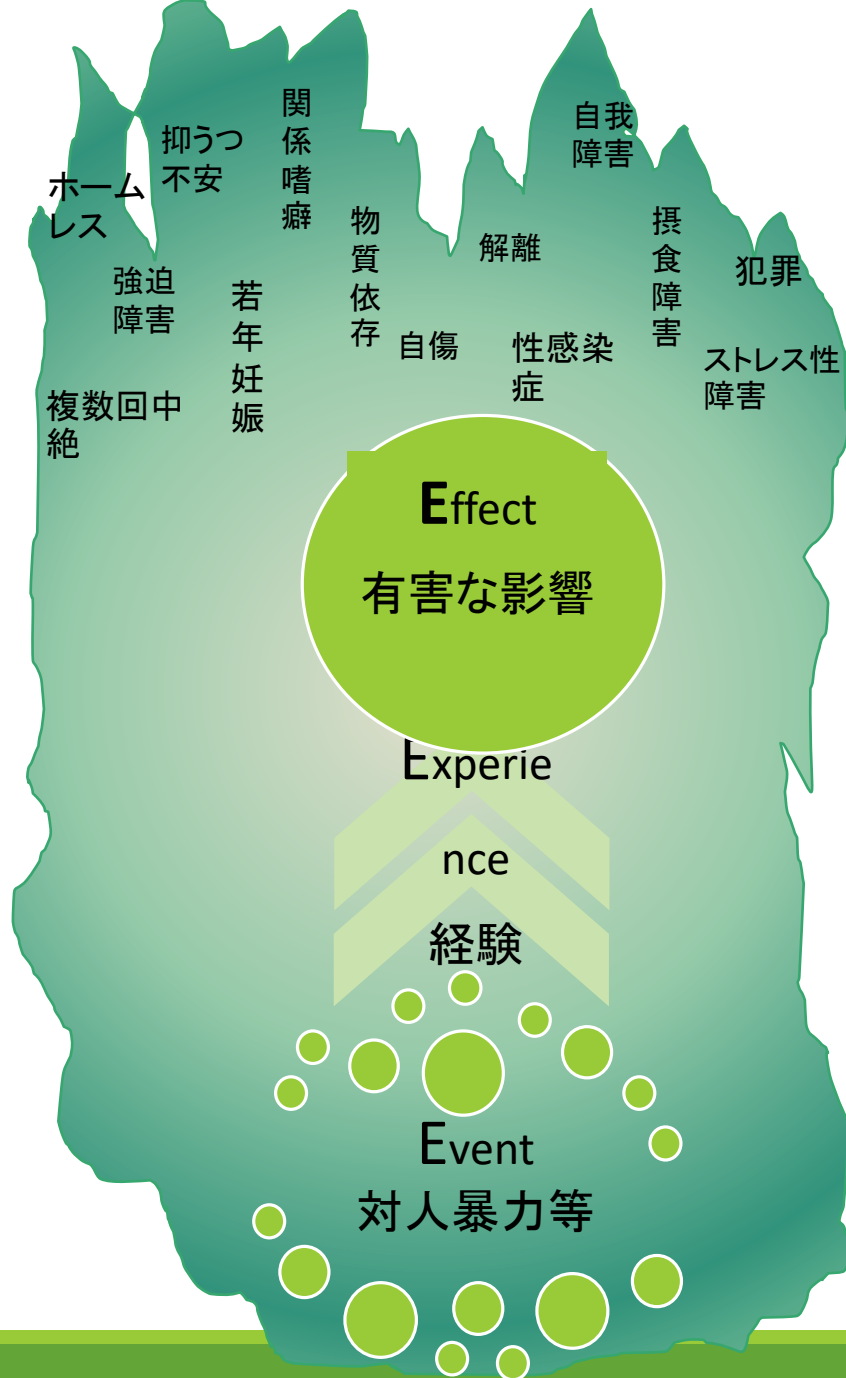 関係嗜癖
自我
障害
抑うつ
不安
ホーム
レス
物質依存
摂食障害
解離
犯罪
強迫
障害
若年妊娠
自傷
性感染
症
ストレス性
障害
複数回中
絶
Effect
有害な影響
Experie
nce
経験
Event
対人暴力等